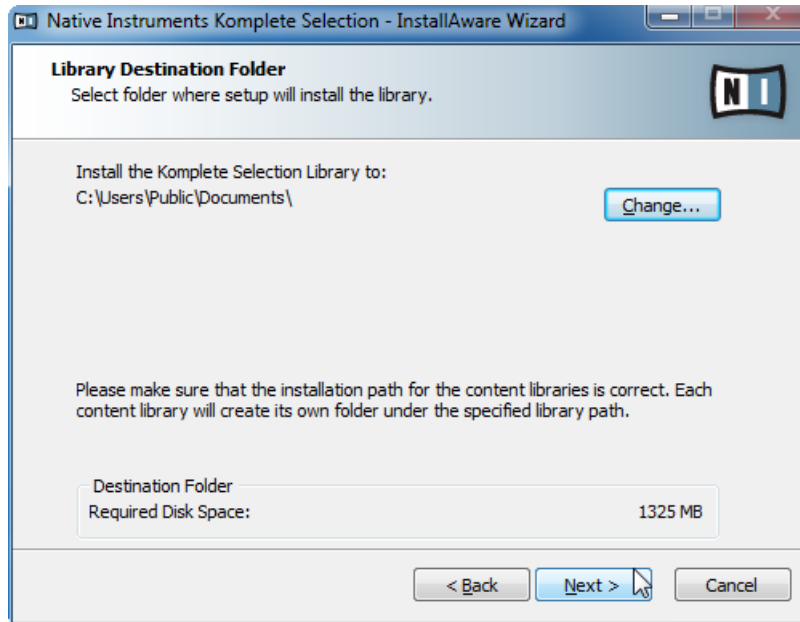 Native Instruments Komplete Selection - InstallAware Wizard
Library Destination Folder
Select folder where setup will install the library.
N I
Install the Komplete Selection Library to:
C:\Users\Public\Documents\
Change...
Please make sure that the installation path for the content libraries is correct. Each
content library will create its own folder under the specified library path.
Destination Folder
Required Disk Space: 1325 MB
< Back Next > Cancel